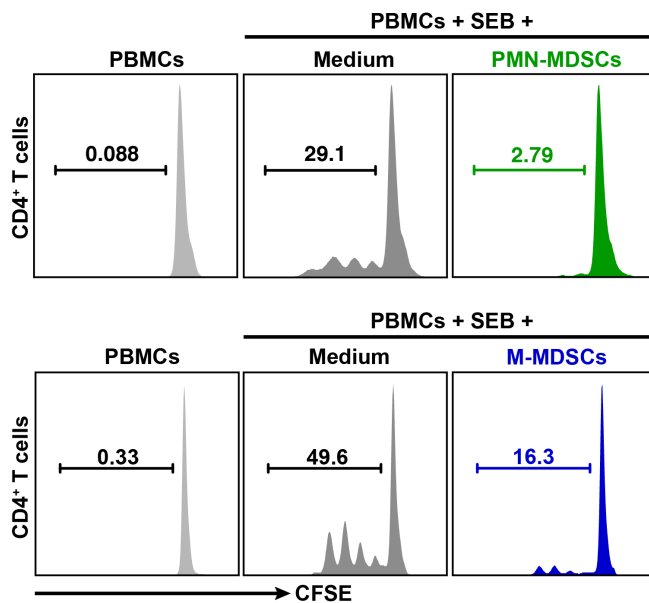 PBMCs + SEB +
PBMCs Medium PMN-MDSCs
CD4⁺ T cells
0.088 29.1 2.79
PBMCs + SEB +
PBMCs Medium M-MDSCs
CD4⁺ T cells
0.33 49.6 16.3
CFSE